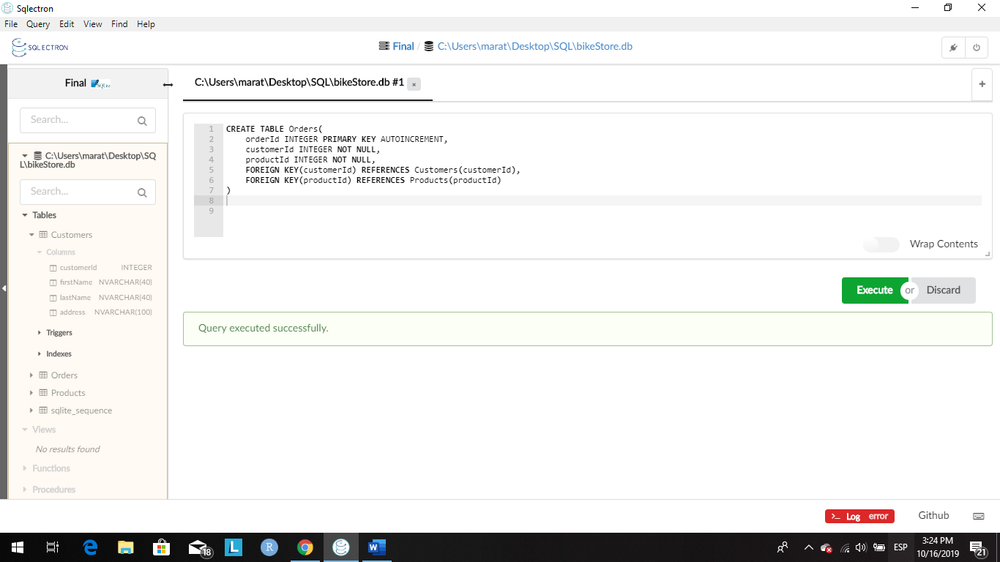 Sqlectron
File Query Edit View Find Help
SQLECTRON
Final / C:\Users\marat\Desktop\SQL\bikeStore.db
Final SQLite
C:\Users\marat\Desktop\SQL\bikeStore.db #1 ×
+
Search...
C:\Users\marat\Desktop\SQ
L\bikeStore.db
Search...
Tables
Customers
Columns
customerId INTEGER
firstName NVARCHAR(40)
lastName NVARCHAR(40)
address NVARCHAR(100)
Triggers
Indexes
Orders
Products
sqlite_sequence
Views
No results found
Functions
Procedures
1 CREATE TABLE Orders(
2 orderId INTEGER PRIMARY KEY AUTOINCREMENT,
3 customerId INTEGER NOT NULL,
4 productId INTEGER NOT NULL,
5 FOREIGN KEY(customerId) REFERENCES Customers(customerId),
6 FOREIGN KEY(productId) REFERENCES Products(productId)
7 )
8
9
Wrap Contents
Execute or Discard
Query executed successfully.
Log error Github
18 L R W ESP 3:24 PM
10/16/2019 21